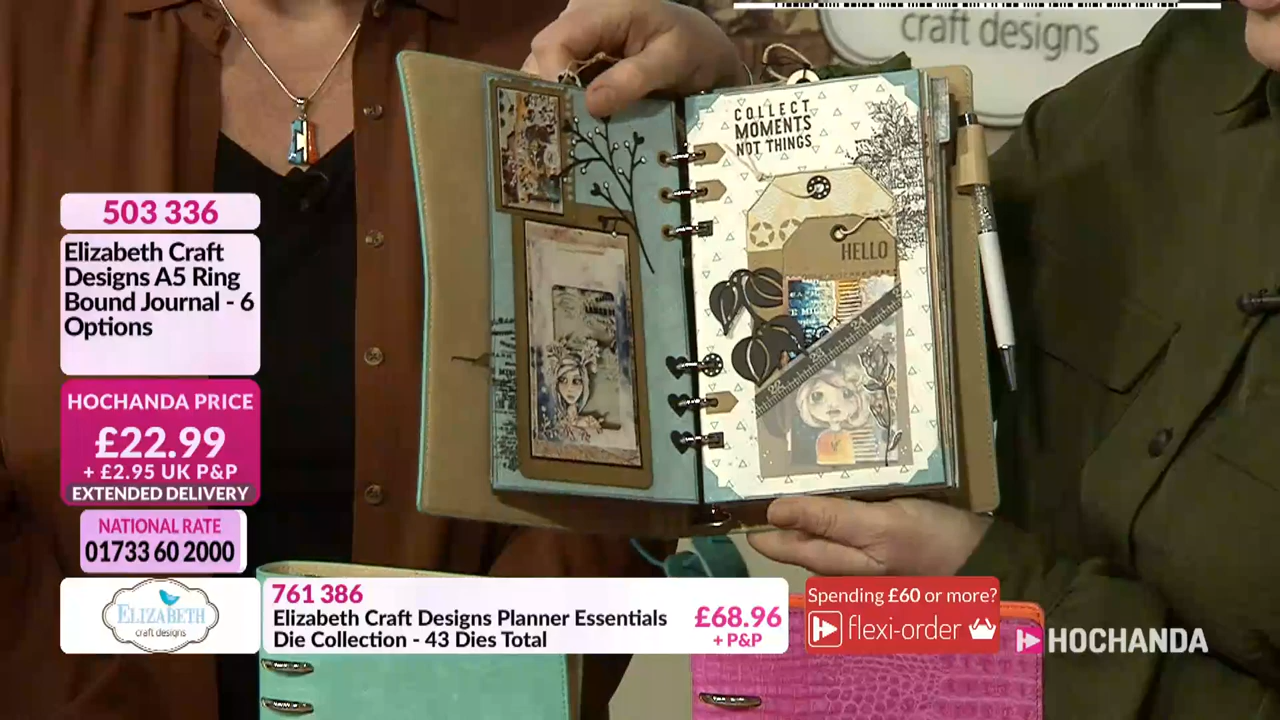 craft designs
COLLECT
MOMENTS
NOT THINGS
HELLO
503 336
Elizabeth Craft
Designs A5 Ring
Bound Journal - 6
Options
HOCHANDA PRICE
£22.99
+ £2.95 UK P&P
EXTENDED DELIVERY
NATIONAL RATE
01733 60 2000
ELIZABETH
craft designs
761 386
Elizabeth Craft Designs Planner Essentials
Die Collection - 43 Dies Total
£68.96
+ P&P
Spending £60 or more?
flexi-order
HOCHANDA